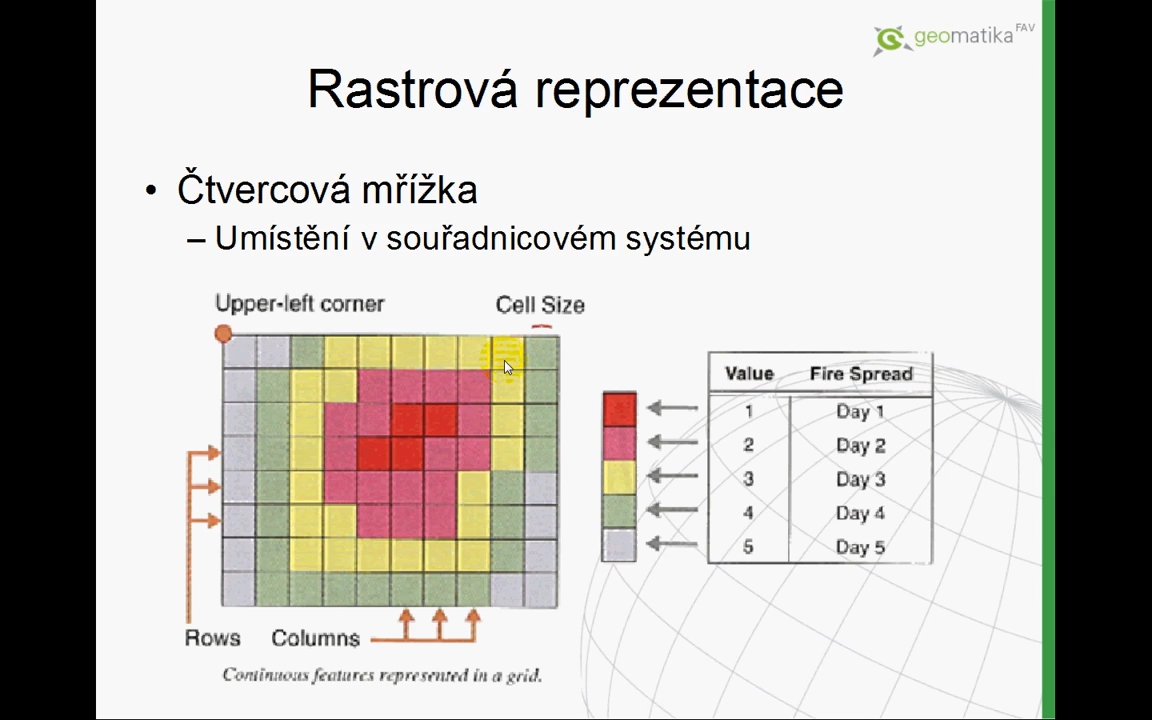 geomatika FAV
Rastrová reprezentace
• Čtvercová mřížka
– Umístění v souřadnicovém systému
Upper-left corner
Cell Size
Value Fire Spread
1 Day 1
2 Day 2
3 Day 3
4 Day 4
5 Day 5
Rows
Columns
Continuous features represented in a grid.